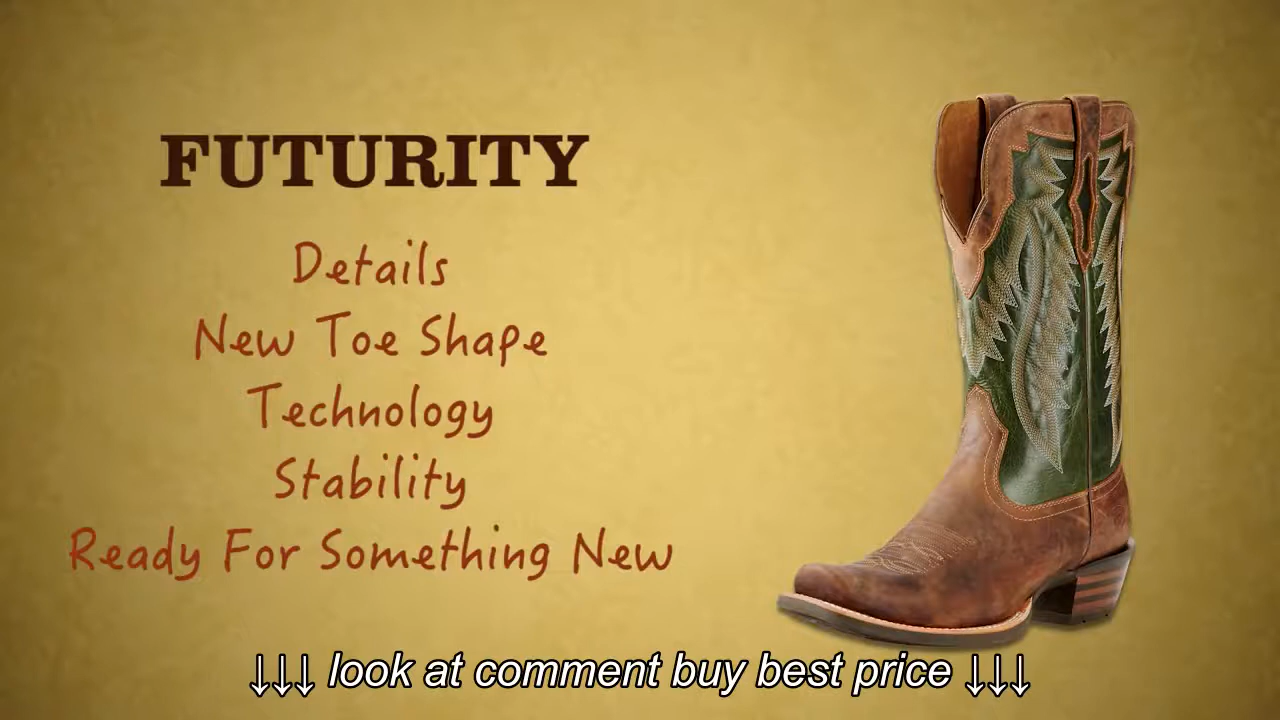 FUTURITY
Details
New Toe Shape
Technology
Stability
Ready For Something New
↓↓↓ look at comment buy best price ↓↓↓